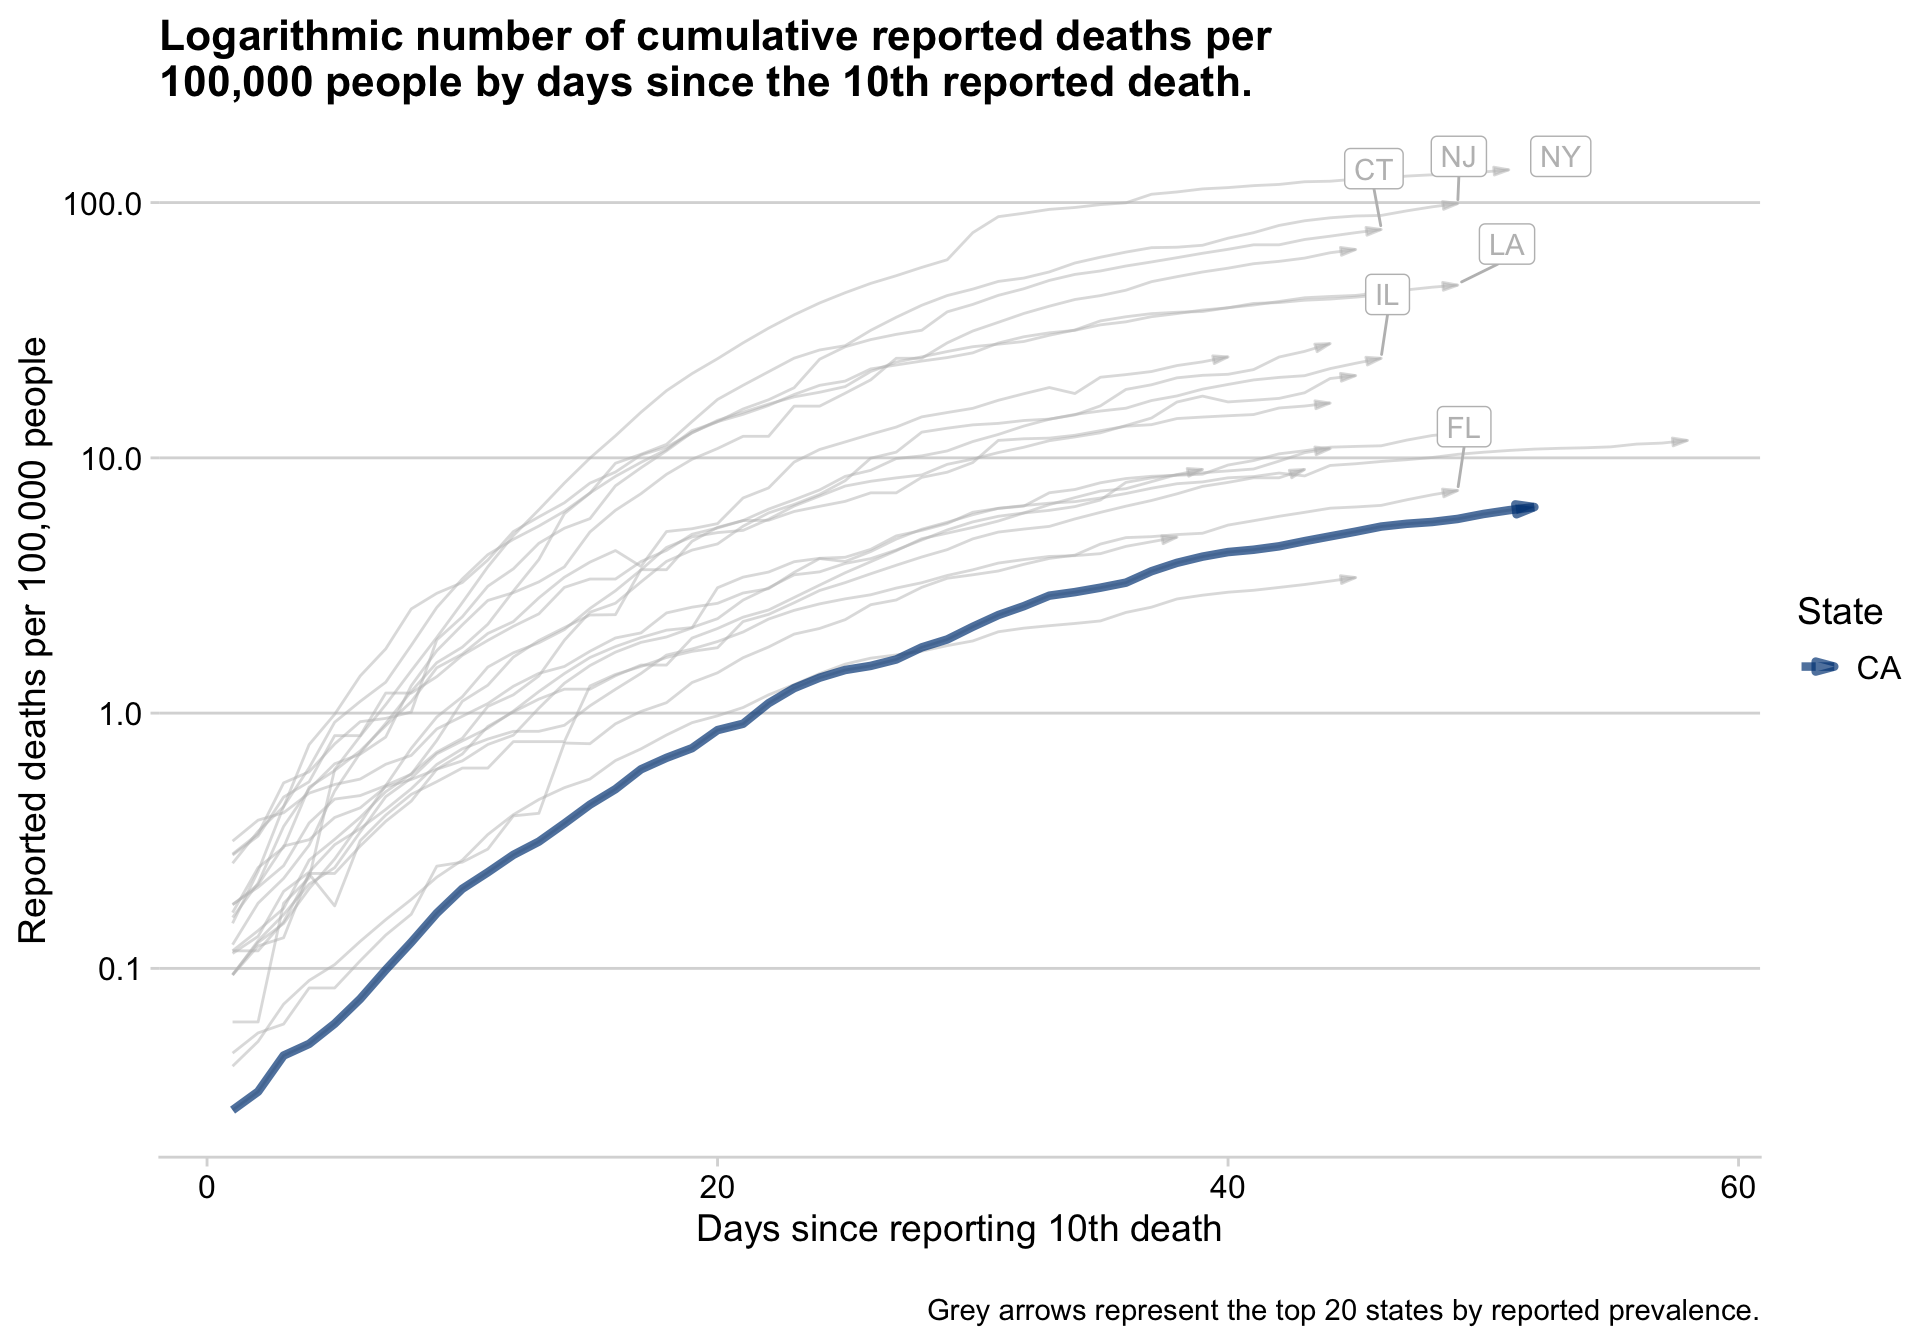 Logarithmic number of cumulative reported deaths per
100,000 people by days since the 10th reported death.
CT
NJ
NY
100.0
LA
IL
FL
10.0
1.0
0.1
Reported deaths per 100,000 people
State
CA
0
20
40
60
Days since reporting 10th death
Grey arrows represent the top 20 states by reported prevalence.